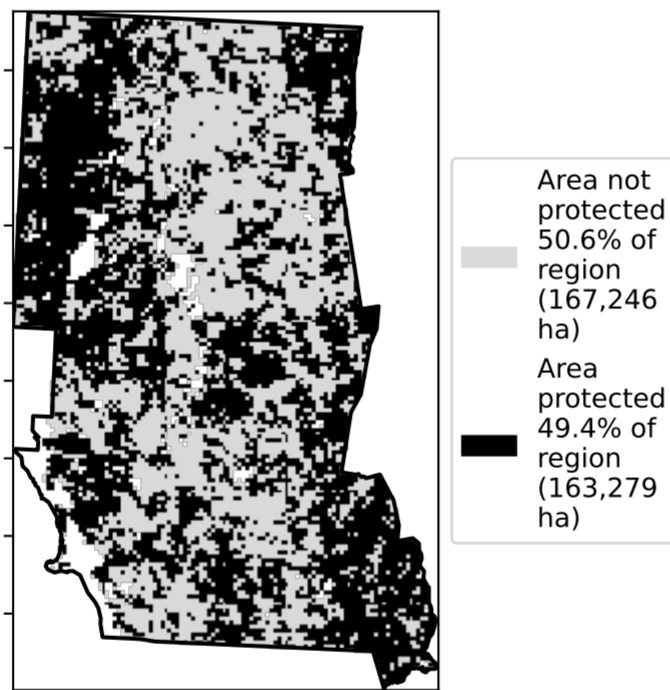 Area not
protected
50.6% of
region
(167,246
ha)
Area
protected
49.4% of
region
(163,279
ha)